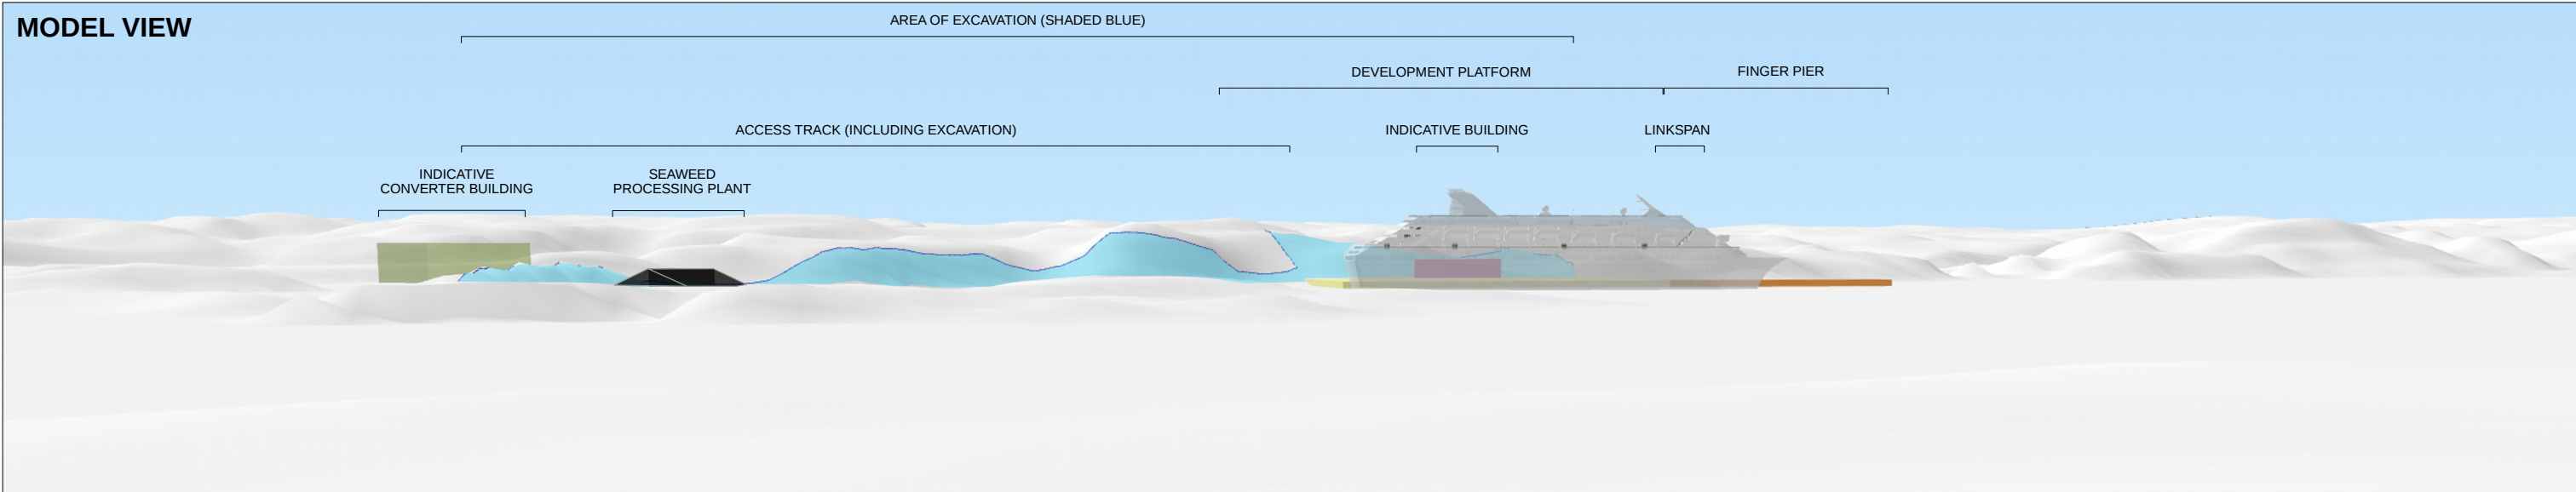 MODEL VIEW
AREA OF EXCAVATION (SHADED BLUE)
DEVELOPMENT PLATFORM
FINGER PIER
ACCESS TRACK (INCLUDING EXCAVATION)
INDICATIVE BUILDING
LINKSPAN
INDICATIVE
CONVERTER BUILDING
SEAWEED
PROCESSING PLANT